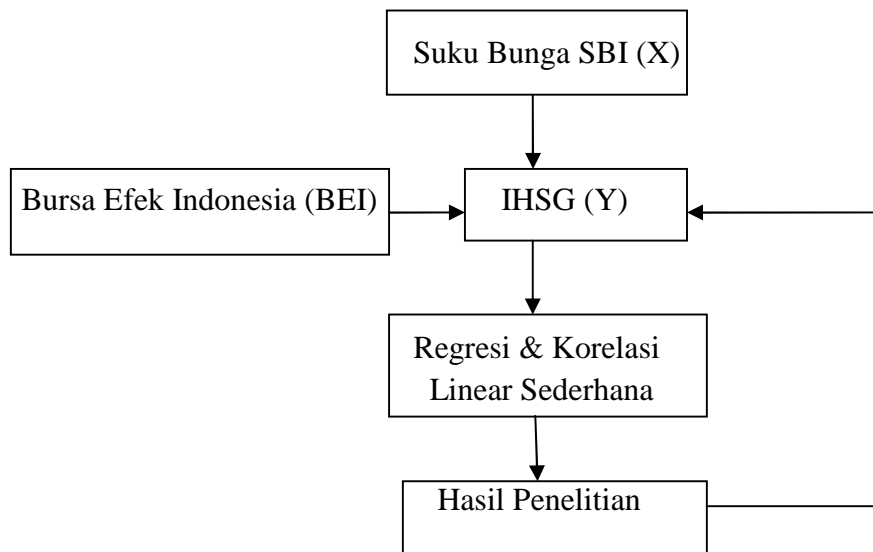 Suku Bunga SBI (X)
Bursa Efek Indonesia (BEI)
IHSG (Y)
Regresi & Korelasi
Linear Sederhana
Hasil Penelitian